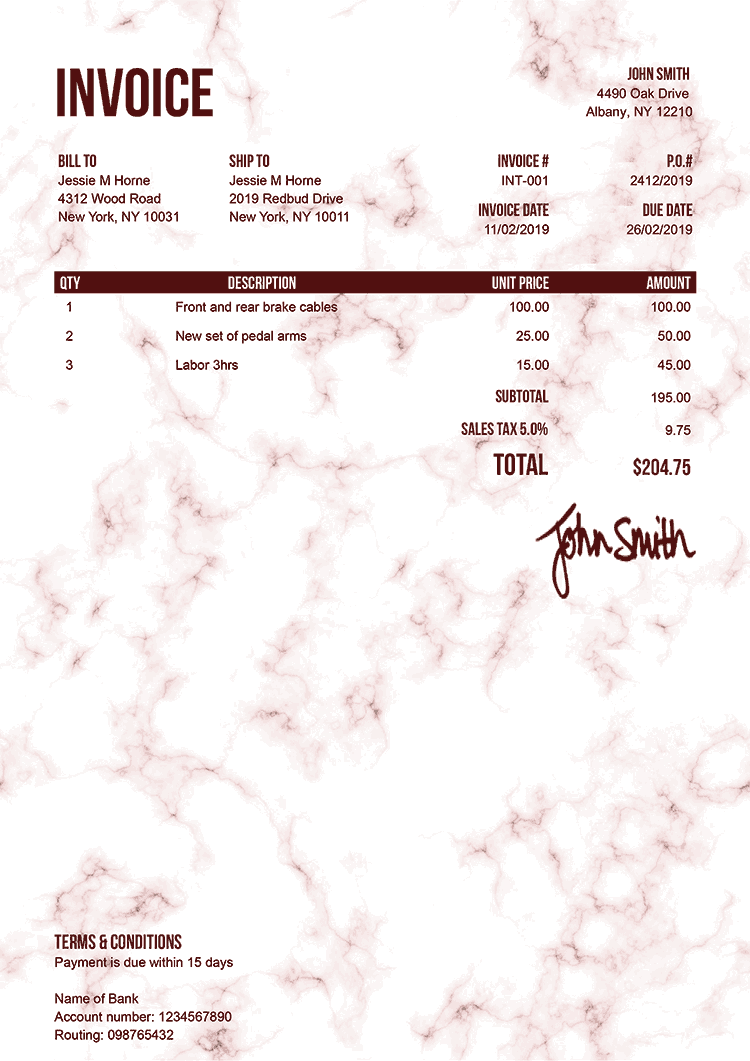 INVOICE
JOHN SMITH
4490 Oak Drive
Albany, NY 12210
BILL TO
Jessie M Horne
4312 Wood Road
New York, NY 10031
SHIP TO
Jessie M Horne
2019 Redbud Drive
New York, NY 10011
INVOICE # P.O.#
INT-001 2412/2019
INVOICE DATE DUE DATE
11/02/2019 26/02/2019
QTY DESCRIPTION UNIT PRICE AMOUNT
1 Front and rear brake cables 100.00 100.00
2 New set of pedal arms 25.00 50.00
3 Labor 3hrs 15.00 45.00
SUBTOTAL 195.00
SALES TAX 5.0% 9.75
TOTAL $204.75
John Smith
TERMS & CONDITIONS
Payment is due within 15 days
Name of Bank
Account number: 1234567890
Routing: 098765432